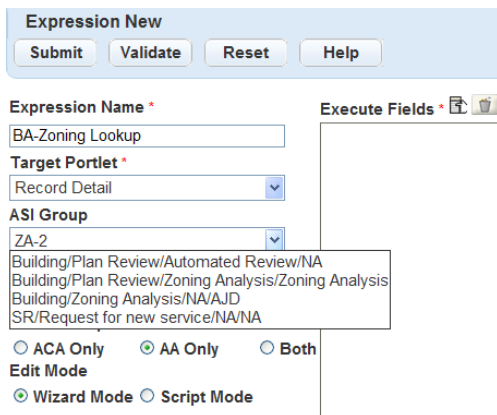 Expression New
Submit Validate Reset Help
Expression Name *
Execute Fields *
BA-Zoning Lookup
Target Portlet *
Record Detail
ASI Group
ZA-2
Building/Plan Review/Automated Review/NA
Building/Plan Review/Zoning Analysis/Zoning Analysis
Building/Zoning Analysis/NA/AJD
SR/Request for new service/NA/NA
ACA Only AA Only Both
Edit Mode
Wizard Mode Script Mode